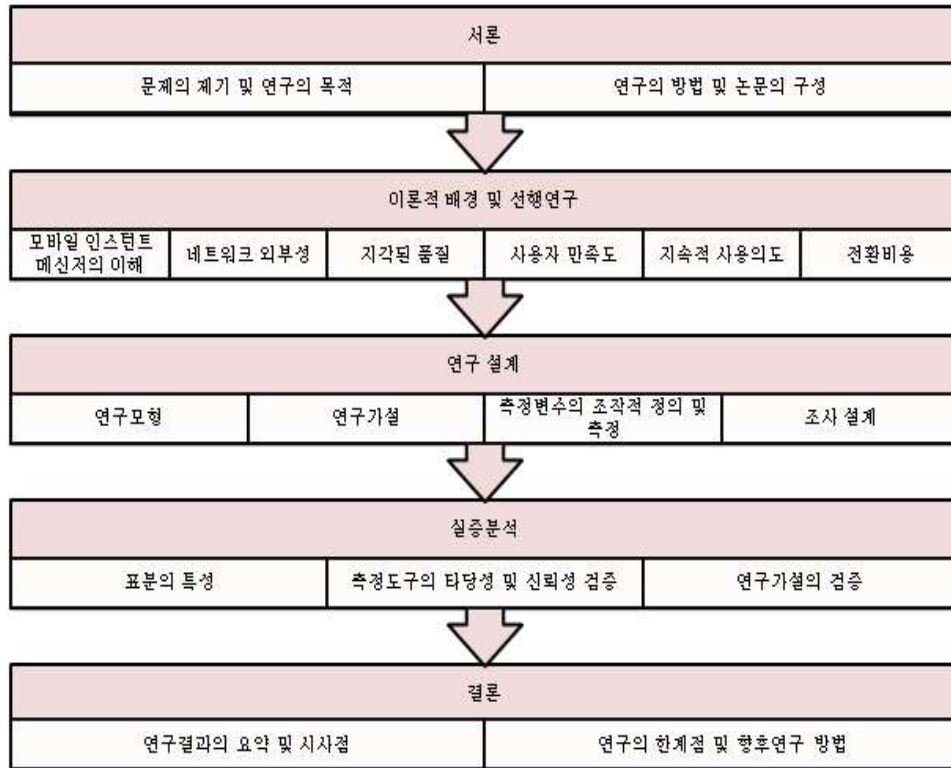 서론
문제의 제기 및 연구의 목적
연구의 방법 및 논문의 구성
이론적 배경 및 선행연구
모바일 인스턴트
메신저의 이해
네트워크 외부성
지각된 품질
사용자 만족도
지속적 사용의도
전환비용
연구 설계
연구모형
연구가설
측정변수의 조작적 정의 및
측정
조사 설계
실증분석
표분의 특성
측정도구의 타당성 및 신뢰성 검증
연구가설의 검증
결론
연구결과의 요약 및 시사점
연구의 한계점 및 향후연구 방법